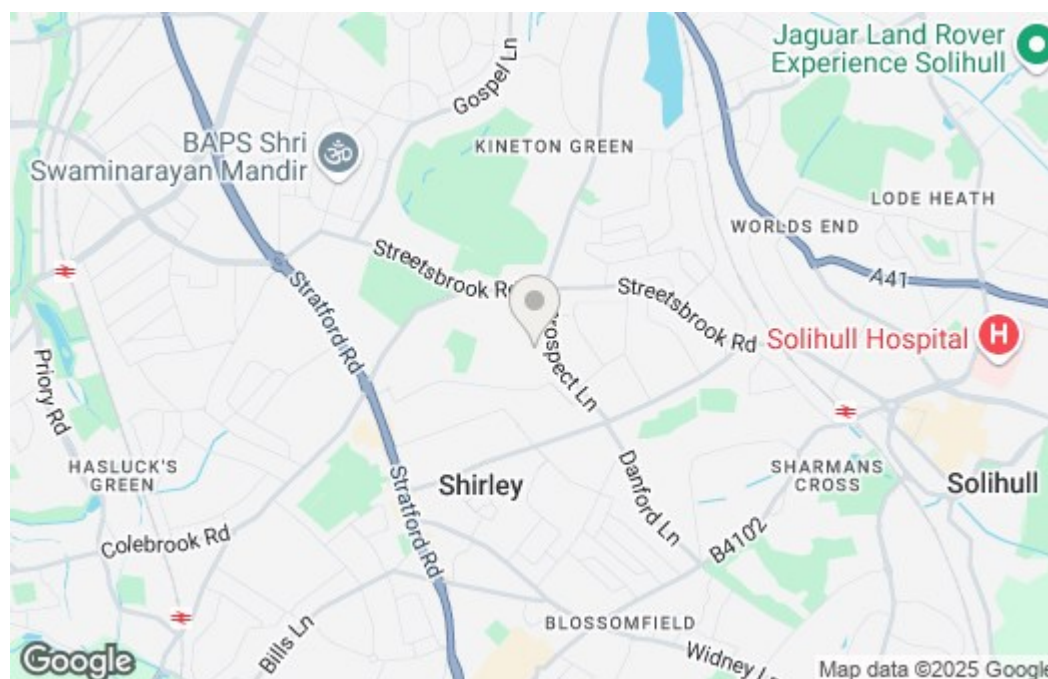 Jaguar Land Rover
Experience Solihull
Gospel Ln
BAPS Shri
Swaminarayan Mandir
KINETON GREEN
LODE HEATH
WORLDS END
Streetsbrook Rd
A41
Streetsbrook Rd
Stratford Rd
Prospect Ln
Solihull Hospital
H
Priory Rd
HASLUCK'S
GREEN
Shirley
SHARMANS
CROSS
Solihull
Stratford Rd
Danford Ln
Colebrook Rd
B4102
Bills Ln
BLOSSOMFIELD
Widney
Google
Map data ©2025 Google